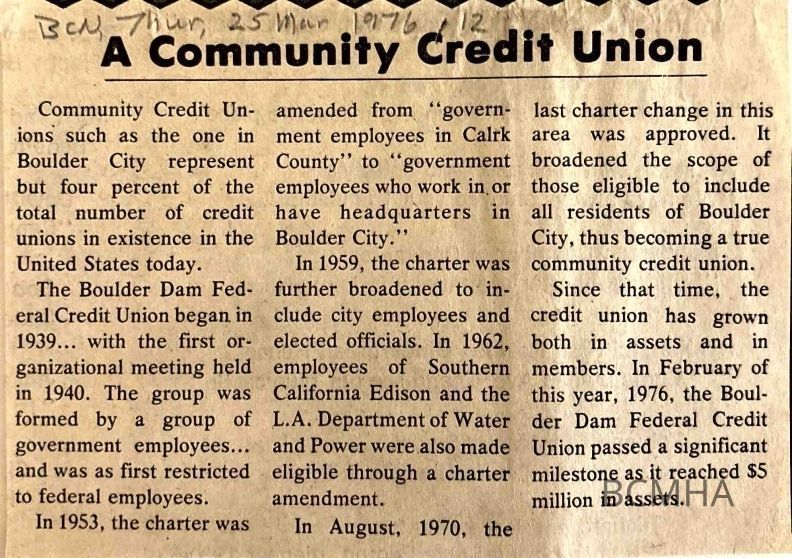 BCN, Thur, 25 Mar 1976, 12
A Community Credit Union
Community Credit Un-
ions such as the one in
Boulder City represent
but four percent of the
total number of credit
unions in existence in the
United States today.
The Boulder Dam Fed-
eral Credit Union began in
1939... with the first or-
ganizational meeting held
in 1940. The group was
formed by a group of
government employees...
and was as first restricted
to federal employees.
In 1953, the charter was
amended from "govern-
ment employees in Calrk
County" to "government
employees who work in or
have headquarters in
Boulder City."
In 1959, the charter was
further broadened to in-
clude city employees and
elected officials. In 1962,
employees of Southern
California Edison and the
L.A. Department of Water
and Power were also made
eligible through a charter
amendment.
In August, 1970, the
last charter change in this
area was approved. It
broadened the scope of
those eligible to include
all residents of Boulder
City, thus becoming a true
community credit union.
Since that time, the
credit union has grown
both in assets and in
members. In February of
this year, 1976, the Boul-
der Dam Federal Credit
Union passed a significant
milestone as it reached $5
million in assets.
BCMHA